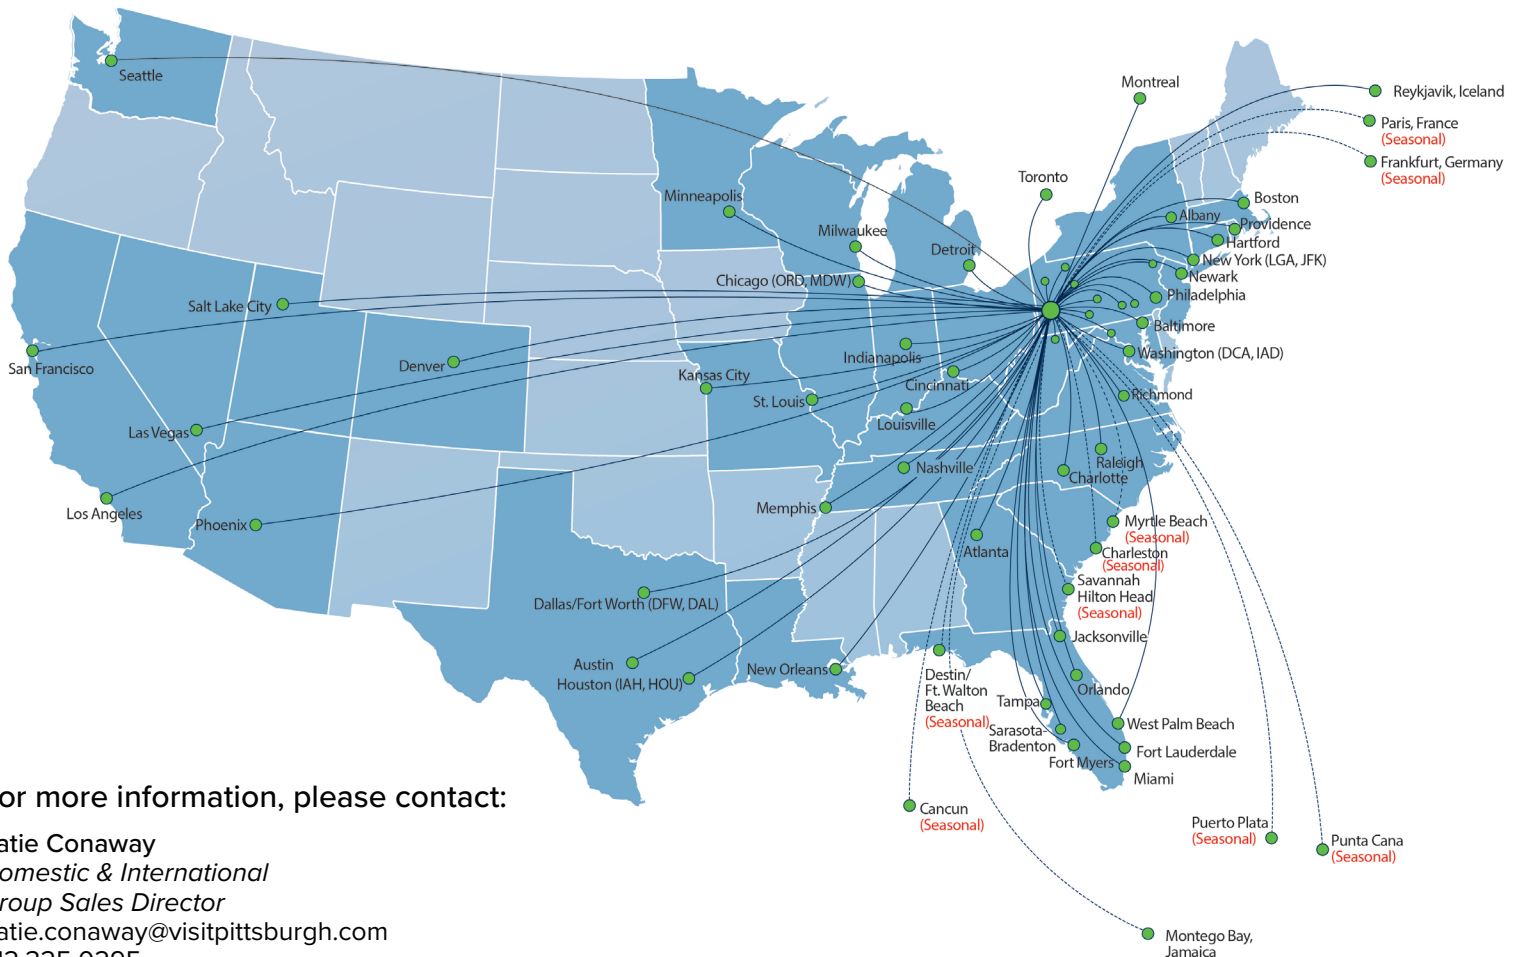 Seattle
Montreal
Reykjavik, Iceland
Paris, France
(Seasonal)
Frankfurt, Germany
(Seasonal)
Toronto
Minneapolis
Boston
Albany
Providence
Milwaukee
Hartford
Detroit
New York (LGA, JFK)
Newark
Chicago (ORD, MDW)
Philadelphia
Salt Lake City
Baltimore
Indianapolis
Washington (DCA, IAD)
San Francisco
Denver
Kansas City
Cincinnati
Richmond
St. Louis
Louisville
Las Vegas
Raleigh
Nashville
Charlotte
Memphis
Los Angeles
Phoenix
Myrtle Beach
(Seasonal)
Atlanta
Charleston
(Seasonal)
Savannah
Hilton Head
(Seasonal)
Dallas/Fort Worth (DFW, DAL)
Jacksonville
Austin
Houston (IAH, HOU)
New Orleans
Destin/
Ft. Walton
Beach
(Seasonal)
Orlando
Tampa
West Palm Beach
Sarasota-
Bradenton
Fort Lauderdale
Fort Myers
Miami
Cancun
(Seasonal)
Puerto Plata
(Seasonal)
Punta Cana
(Seasonal)
Montego Bay,
Jamaica
or more information, please contact:
atie Conaway
omestic & International
roup Sales Director
atie.conaway@visitpittsburgh.com